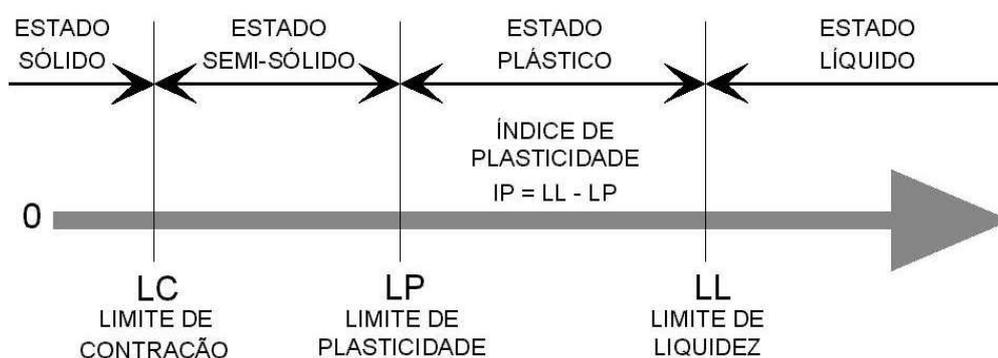 ESTADO
SÓLIDO
ESTADO
SEMI-SÓLIDO
ESTADO
PLÁSTICO
ESTADO
LÍQUIDO
ÍNDICE DE
PLASTICIDADE
IP = LL - LP
0
LC
LIMITE DE
CONTRAÇÃO
LP
LIMITE DE
PLASTICIDADE
LL
LIMITE DE
LIQUIDEZ